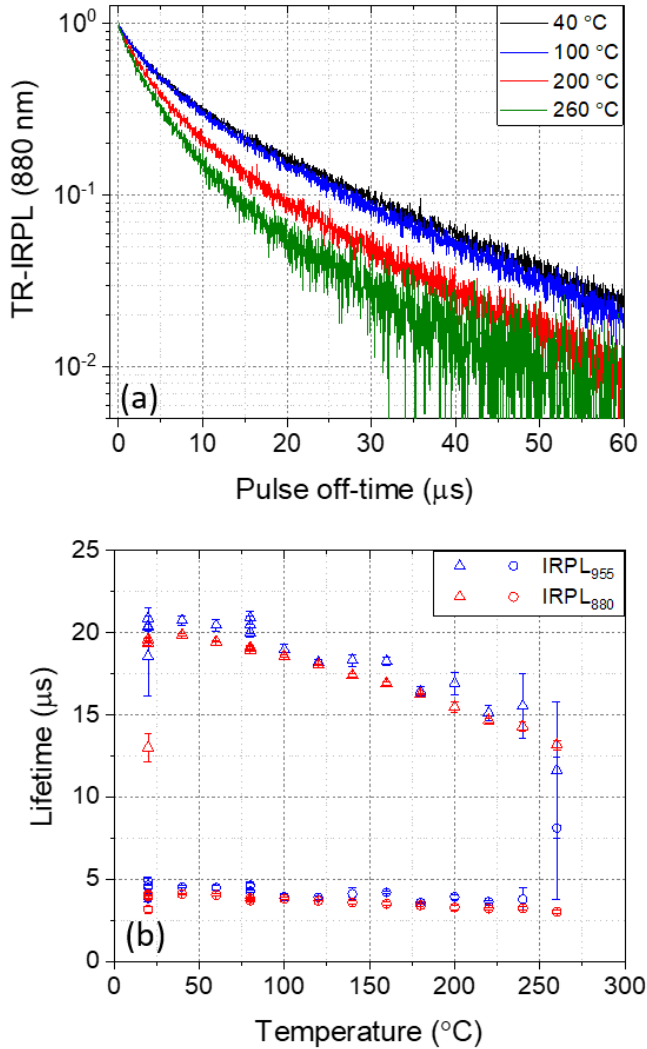 10⁰
40 °C
100 °C
200 °C
260 °C
TR-IRPL (880 nm)
10⁻¹
10⁻²
(a)
0 10 20 30 40 50 60
Pulse off-time (μs)
25
IRPL₉₅₅
IRPL₈₈₀
20
Lifetime (μs)
15
10
5
(b)
0
0 50 100 150 200 250 300
Temperature (°C)